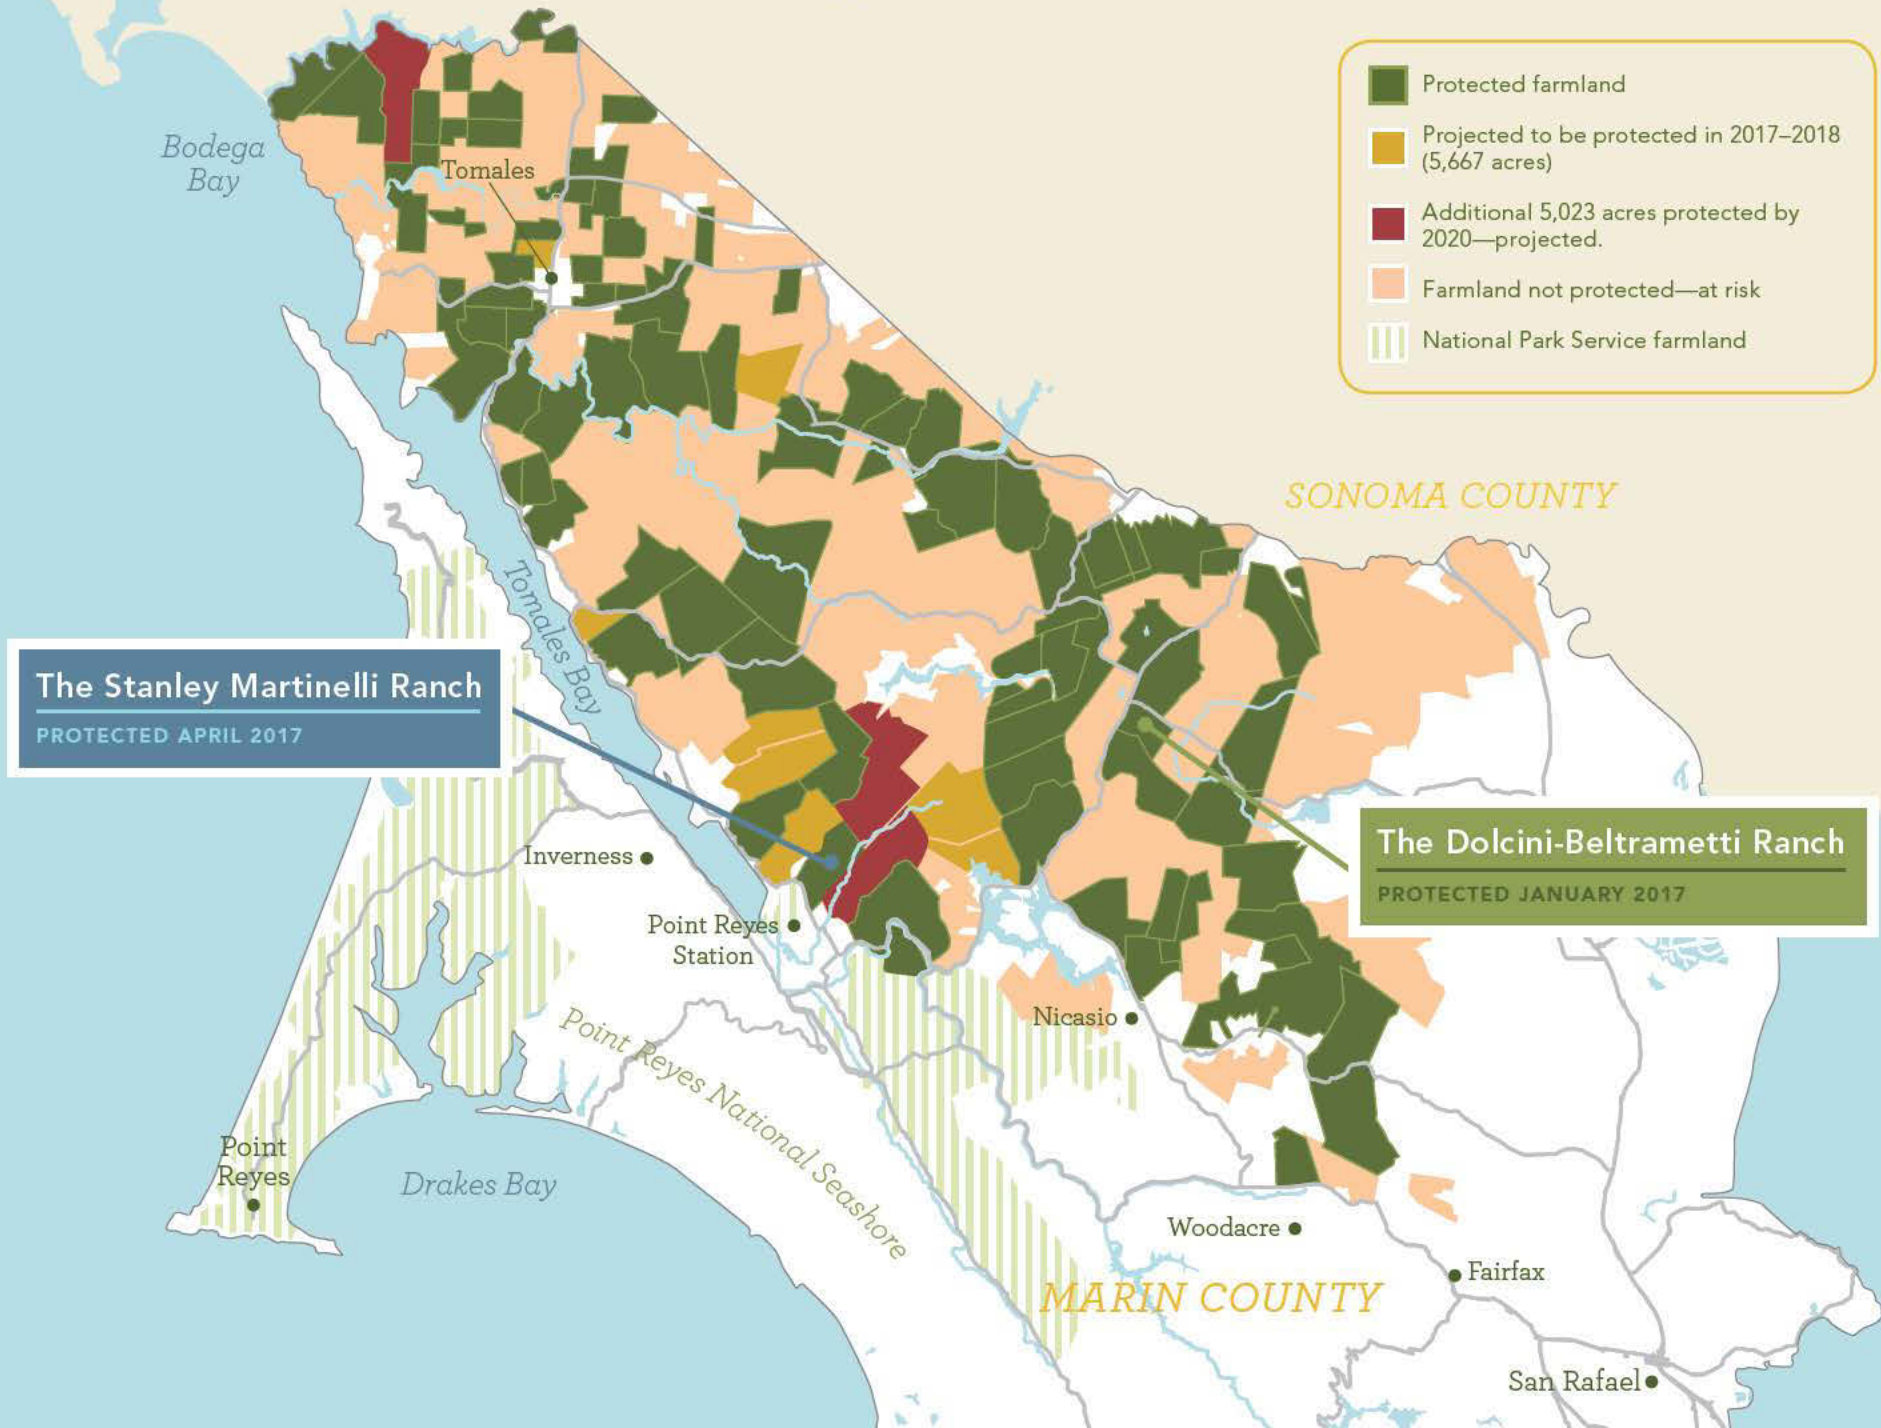 Protected farmland
Projected to be protected in 2017–2018
(5,667 acres)
Additional 5,023 acres protected by
2020—projected.
Farmland not protected—at risk
National Park Service farmland
Bodega
Bay
Tomales
SONOMA COUNTY
Tomales Bay
The Stanley Martinelli Ranch
PROTECTED APRIL 2017
The Dolcini-Beltrametti Ranch
PROTECTED JANUARY 2017
Inverness
Point Reyes
Station
Nicasio
Point Reyes National Seashore
Point
Reyes
Drakes Bay
Woodacre
Fairfax
MARIN COUNTY
San Rafael